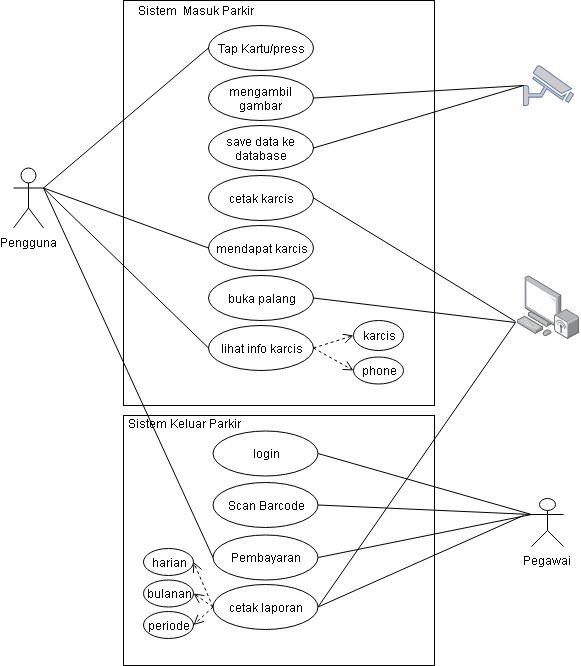 Sistem Masuk Parkir
Tap Kartu/press
mengambil
gambar
save data ke
database
cetak karcis
Pengguna
mendapat karcis
buka palang
lihat info karcis
karcis
phone
Sistem Keluar Parkir
login
Scan Barcode
Pegawai
Pembayaran
harian
bulanan
cetak laporan
periode